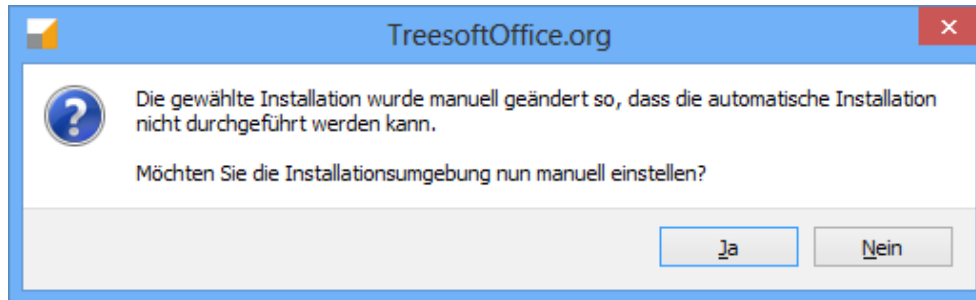 TreesoftOffice.org
Die gewählte Installation wurde manuell geändert so, dass die automatische Installation
nicht durchgeführt werden kann.
Möchten Sie die Installationsumgebung nun manuell einstellen?
Ja
Nein